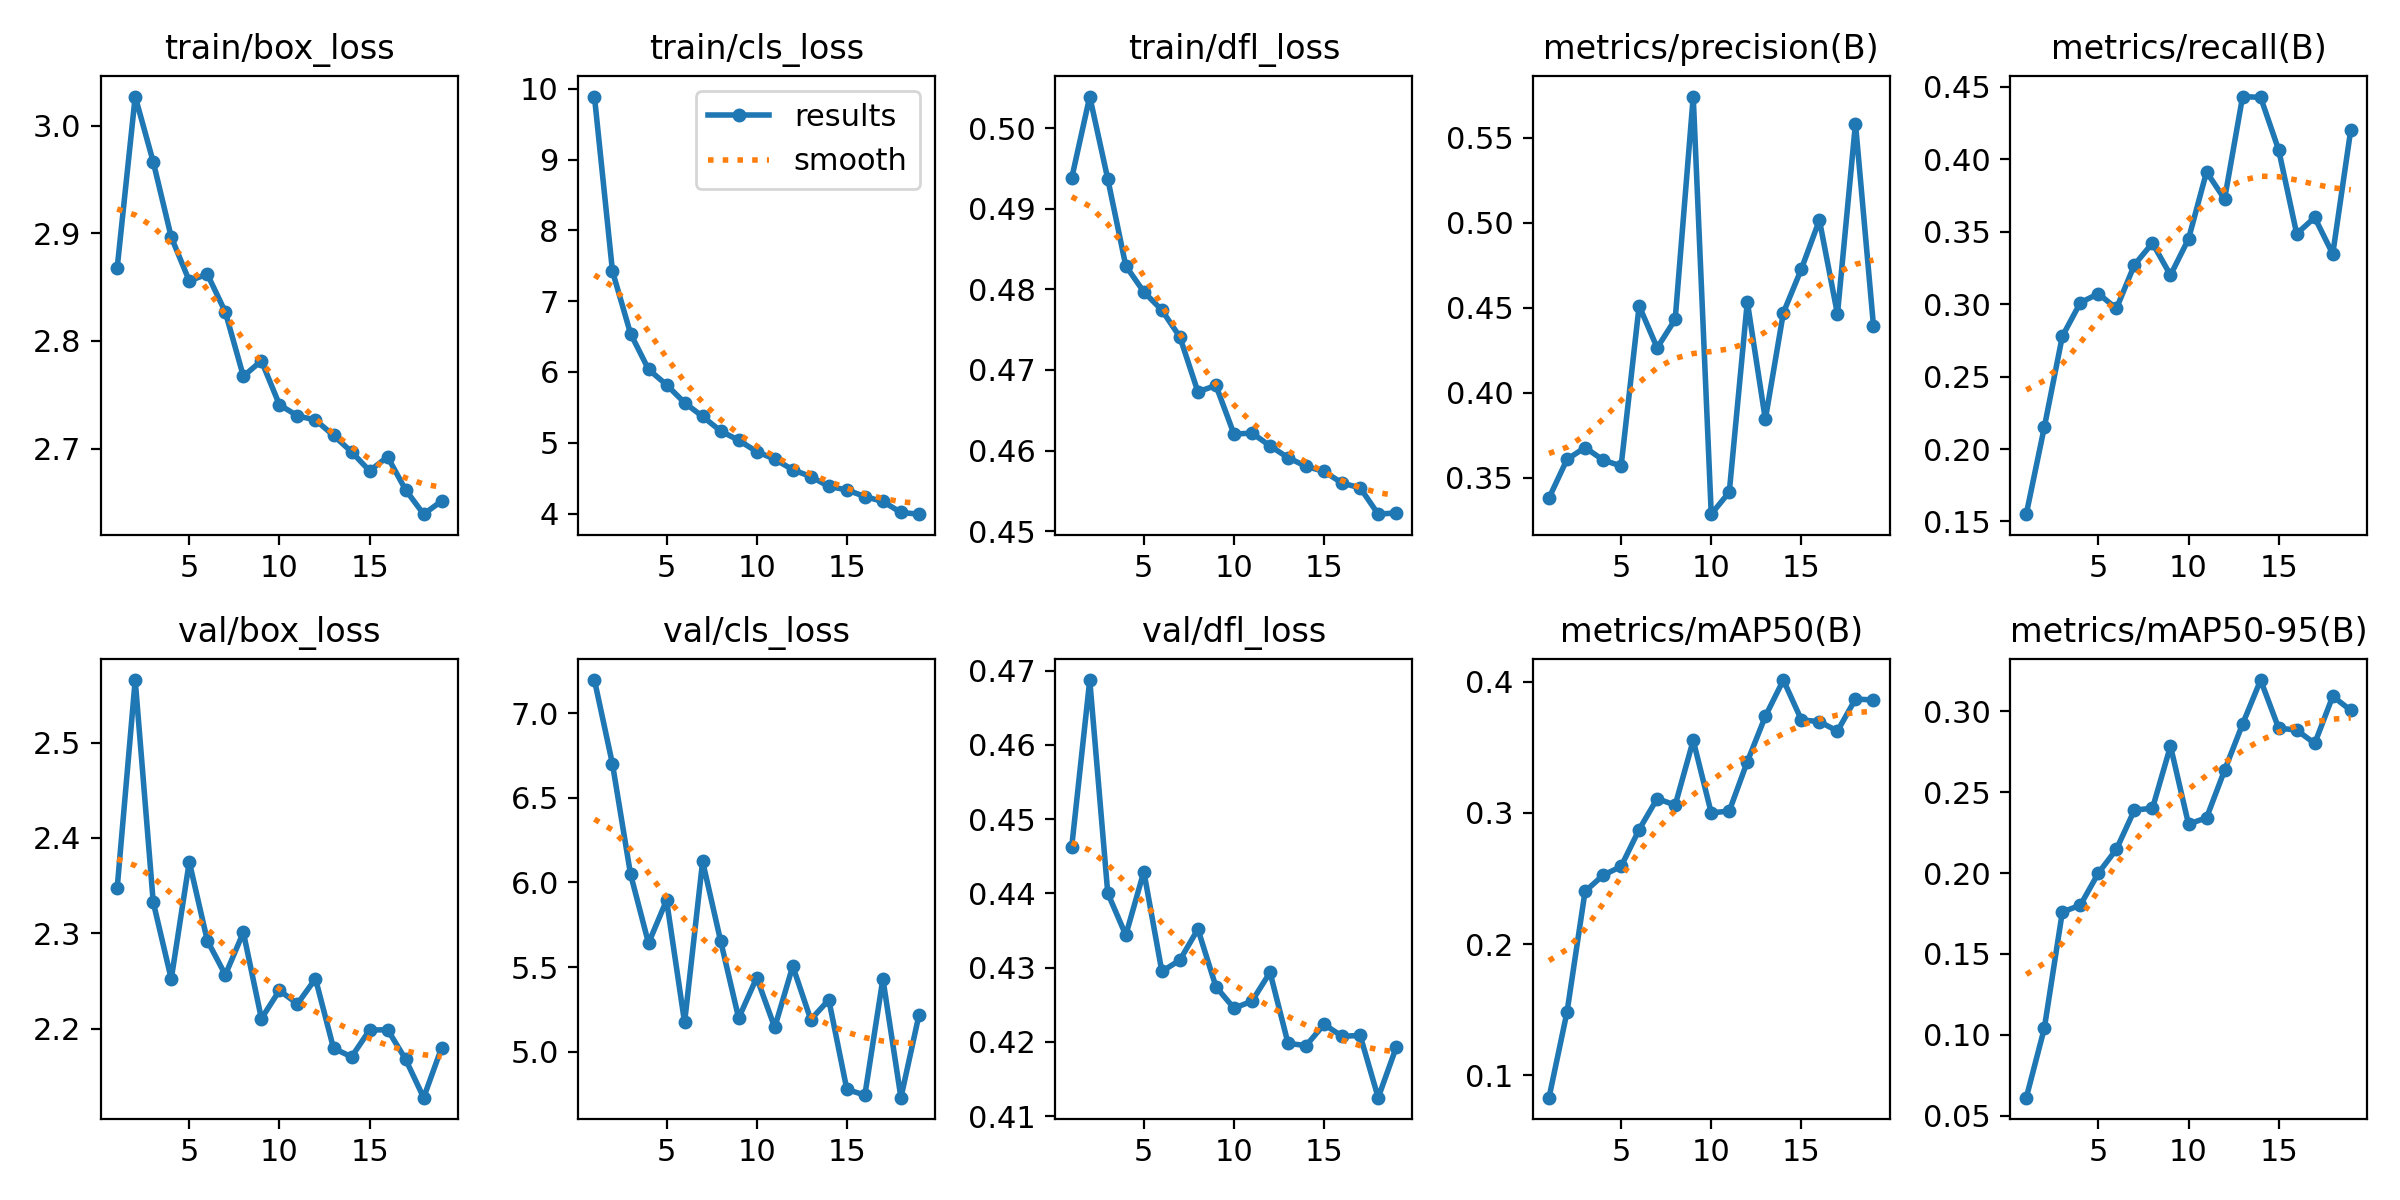 train/box_loss
3.0
2.9
2.8
2.7
5 10 15
train/cls_loss
results
smooth
10
9
8
7
6
5
4
5 10 15
train/dfl_loss
0.50
0.49
0.48
0.47
0.46
0.45
5 10 15
metrics/precision(B)
0.55
0.50
0.45
0.40
0.35
5 10 15
metrics/recall(B)
0.45
0.40
0.35
0.30
0.25
0.20
0.15
5 10 15
val/box_loss
2.5
2.4
2.3
2.2
5 10 15
val/cls_loss
7.0
6.5
6.0
5.5
5.0
5 10 15
val/dfl_loss
0.47
0.46
0.45
0.44
0.43
0.42
0.41
5 10 15
metrics/mAP50(B)
0.4
0.3
0.2
0.1
5 10 15
metrics/mAP50-95(B)
0.30
0.25
0.20
0.15
0.10
0.05
5 10 15